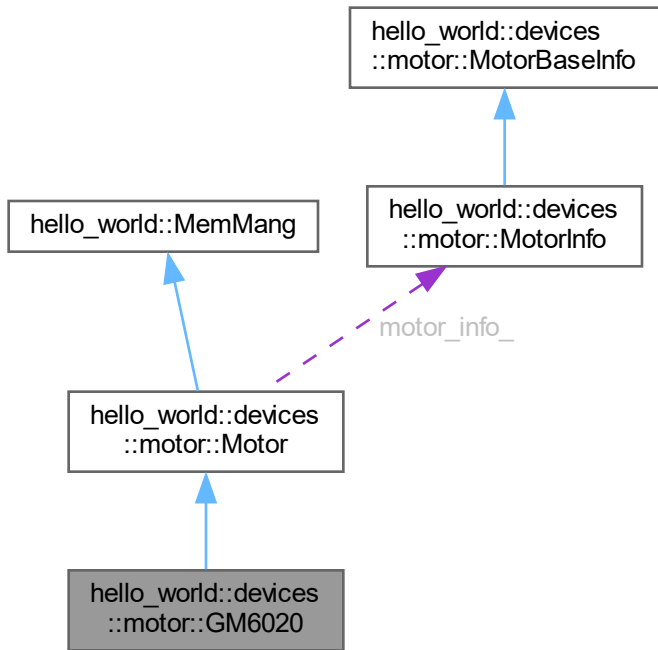 hello_world::devices
::motor::MotorBaseInfo
hello_world::MemMang
hello_world::devices
::motor::MotorInfo
motor_info_
hello_world::devices
::motor::Motor
hello_world::devices
::motor::GM6020